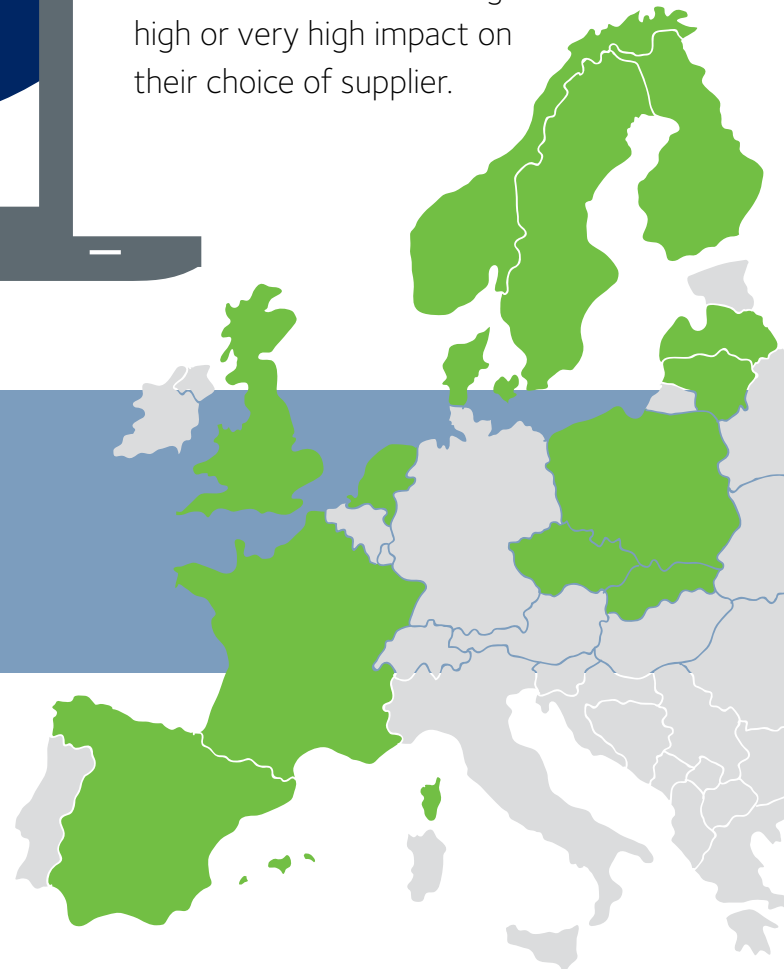 high or very high impact on
their choice of supplier.